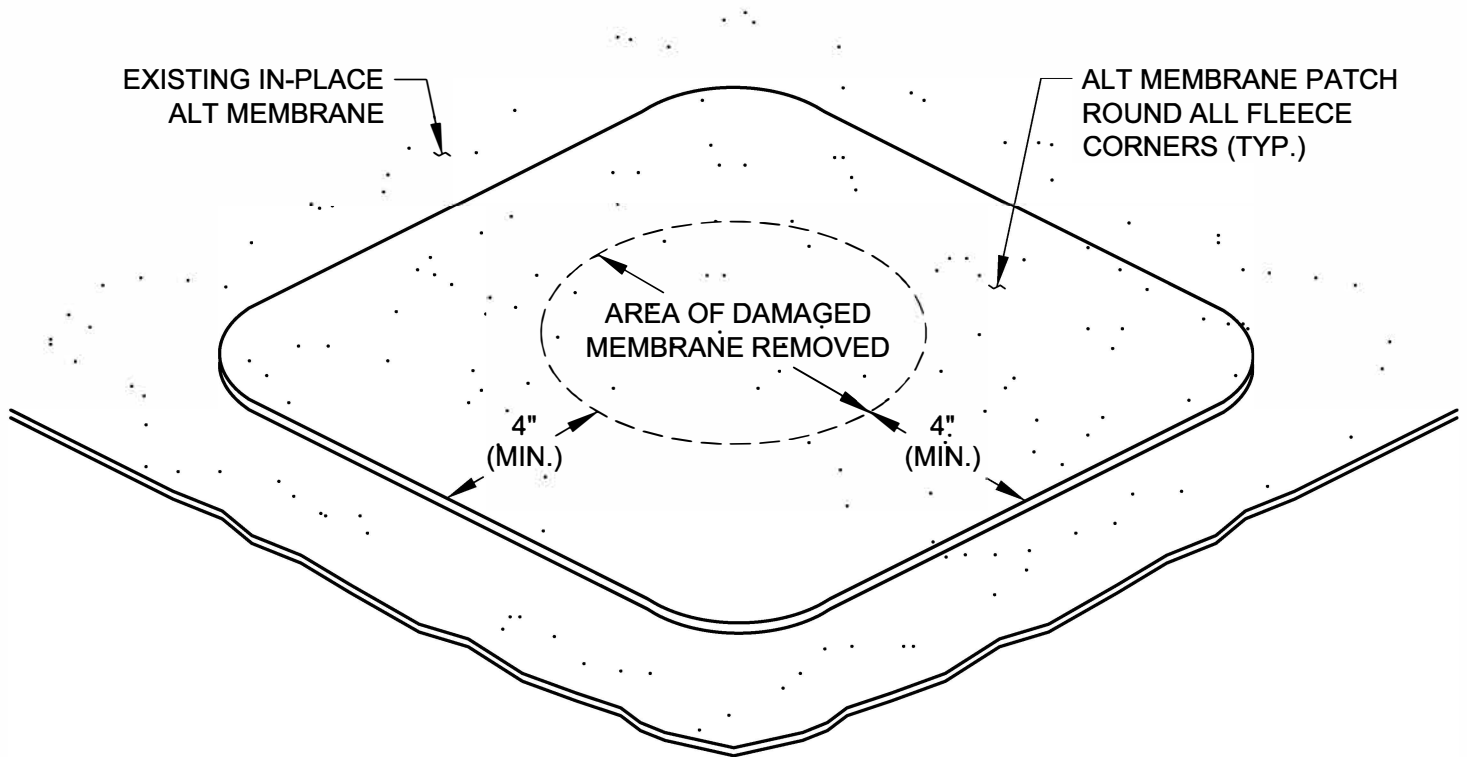 EXISTING IN-PLACE
ALT MEMBRANE
ALT MEMBRANE PATCH
ROUND ALL FLEECE
CORNERS (TYP.)
AREA OF DAMAGED
MEMBRANE REMOVED
4"
(MIN.)
4"
(MIN.)